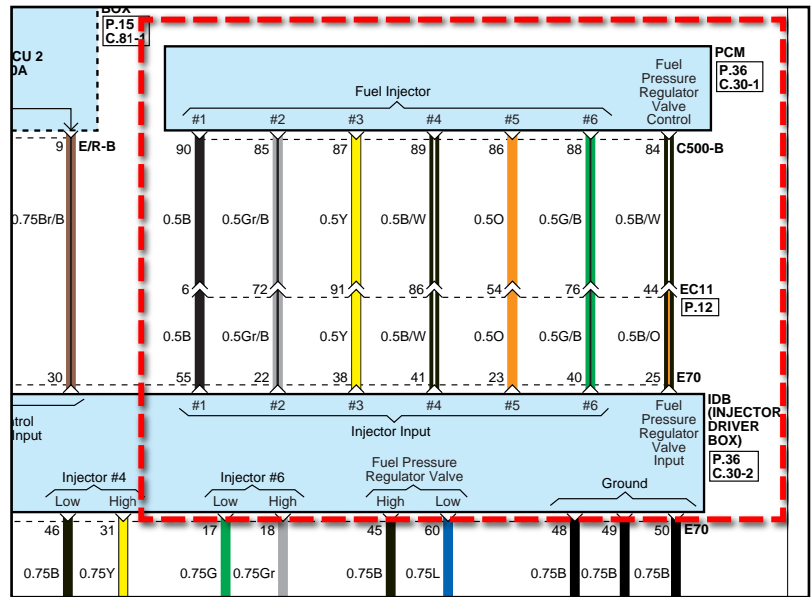 BOX
P.15
C.81-1
CU 2
0A
PCM
P.36
C.30-1
Fuel
Pressure
Regulator
Valve
Control
Fuel Injector
#1 #2 #3 #4 #5 #6
9 E/R-B 90 85 87 89 86 88 84 C500-B
0.75Br/B 0.5B 0.5Gr/B 0.5Y 0.5B/W 0.5O 0.5G/B 0.5B/W
6 72 91 86 54 76 44 EC11
P.12
0.5B 0.5Gr/B 0.5Y 0.5B/W 0.5O 0.5G/B 0.5B/O
30 55 22 38 41 23 40 25 E70
#1 #2 #3 #4 #5 #6
Injector Input
Fuel
Pressure
Regulator
Valve
Input
IDB
(INJECTOR
DRIVER
BOX)
P.36
C.30-2
ntrol
Input
Injector #4
Low High
Injector #6
Low High
Fuel Pressure
Regulator Valve
High Low
Ground
46 31 17 18 45 60 48 49 50 E70
0.75B 0.75Y 0.75G 0.75Gr 0.75B 0.75L 0.75B 0.75B 0.75B